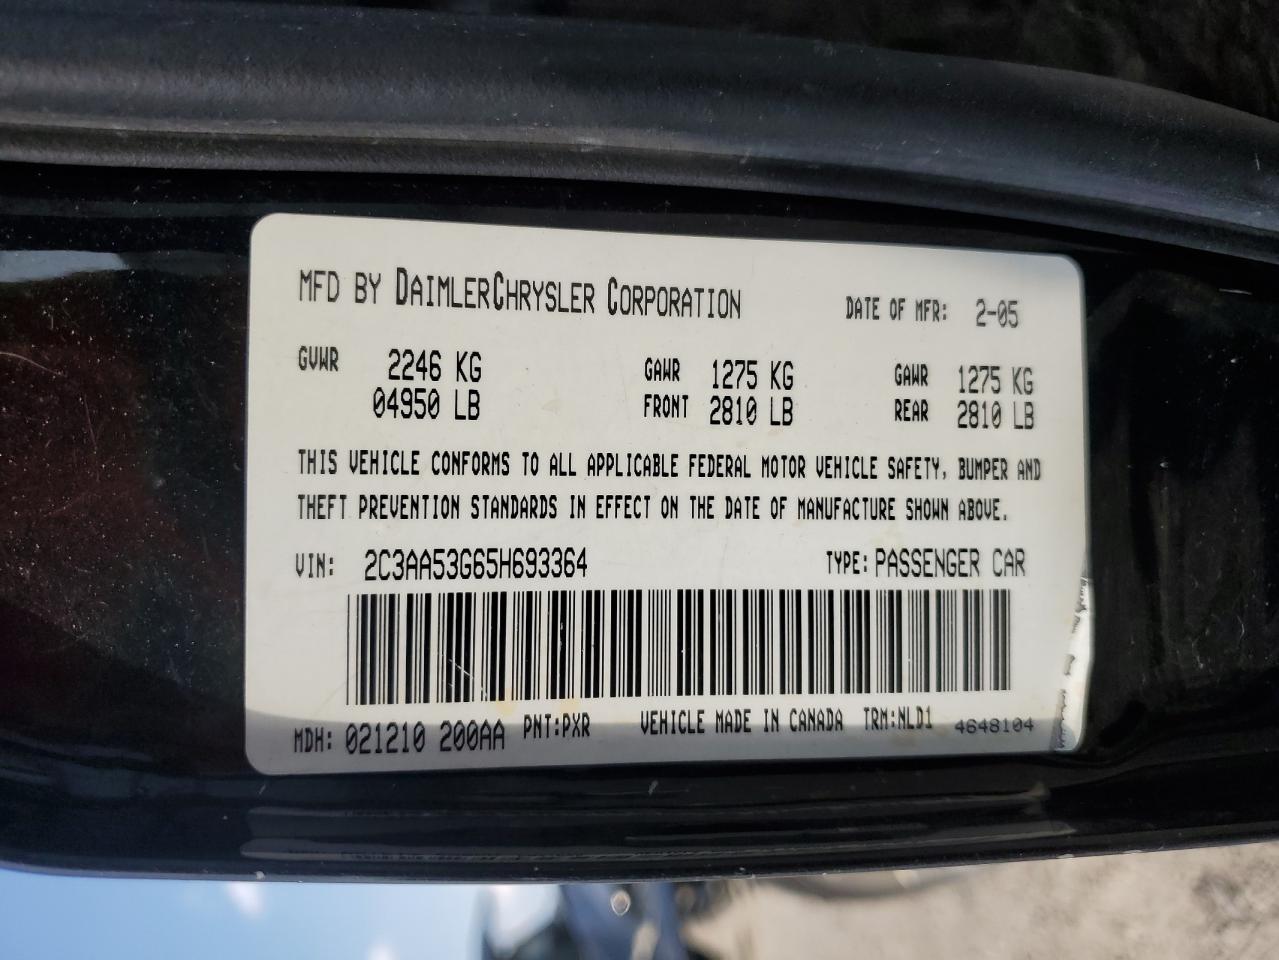 MFD BY DAIMLERCHRYSLER CORPORATION DATE OF MFR: 2-05
GVWR 2246 KG GAWR 1275 KG GAWR 1275 KG
04950 LB FRONT 2810 LB REAR 2810 LB
THIS VEHICLE CONFORMS TO ALL APPLICABLE FEDERAL MOTOR VEHICLE SAFETY, BUMPER AND
THEFT PREVENTION STANDARDS IN EFFECT ON THE DATE OF MANUFACTURE SHOWN ABOVE.
VIN: 2C3AA53G65H693364 TYPE: PASSENGER CAR
MDH: 021210 200AA PNT:PXR VEHICLE MADE IN CANADA TRM:NLD1 4648104